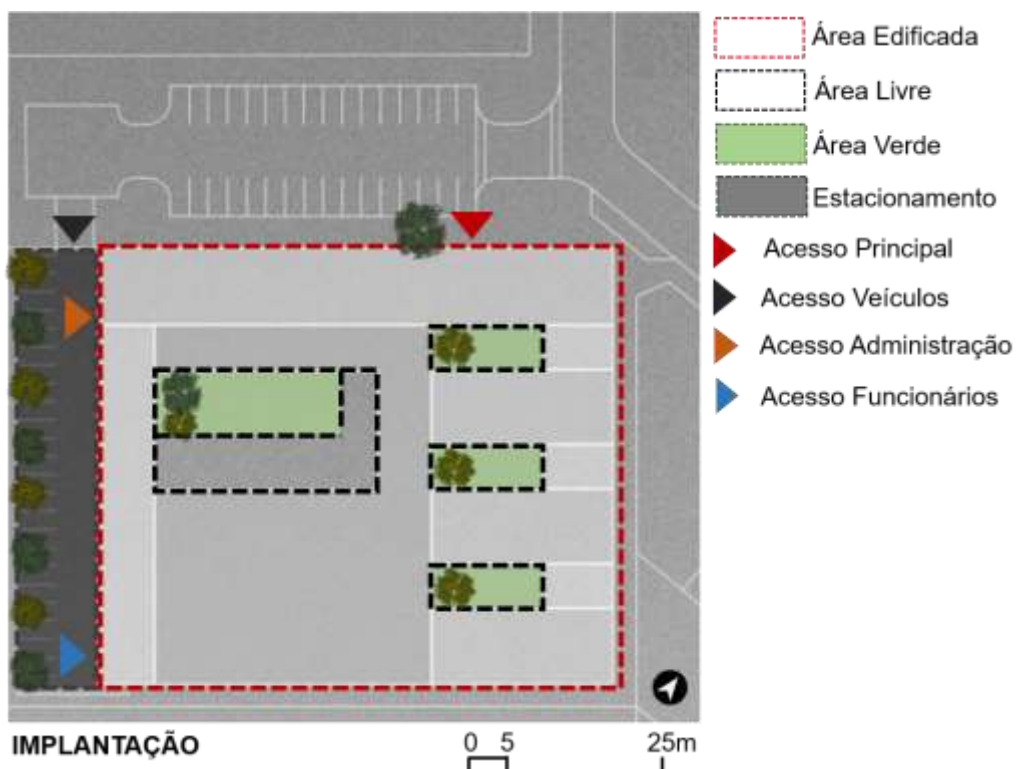 Área Edificada
Área Livre
Área Verde
Estacionamento
Acesso Principal
Acesso Veículos
Acesso Administração
Acesso Funcionários
IMPLANTAÇÃO
0 5 25m